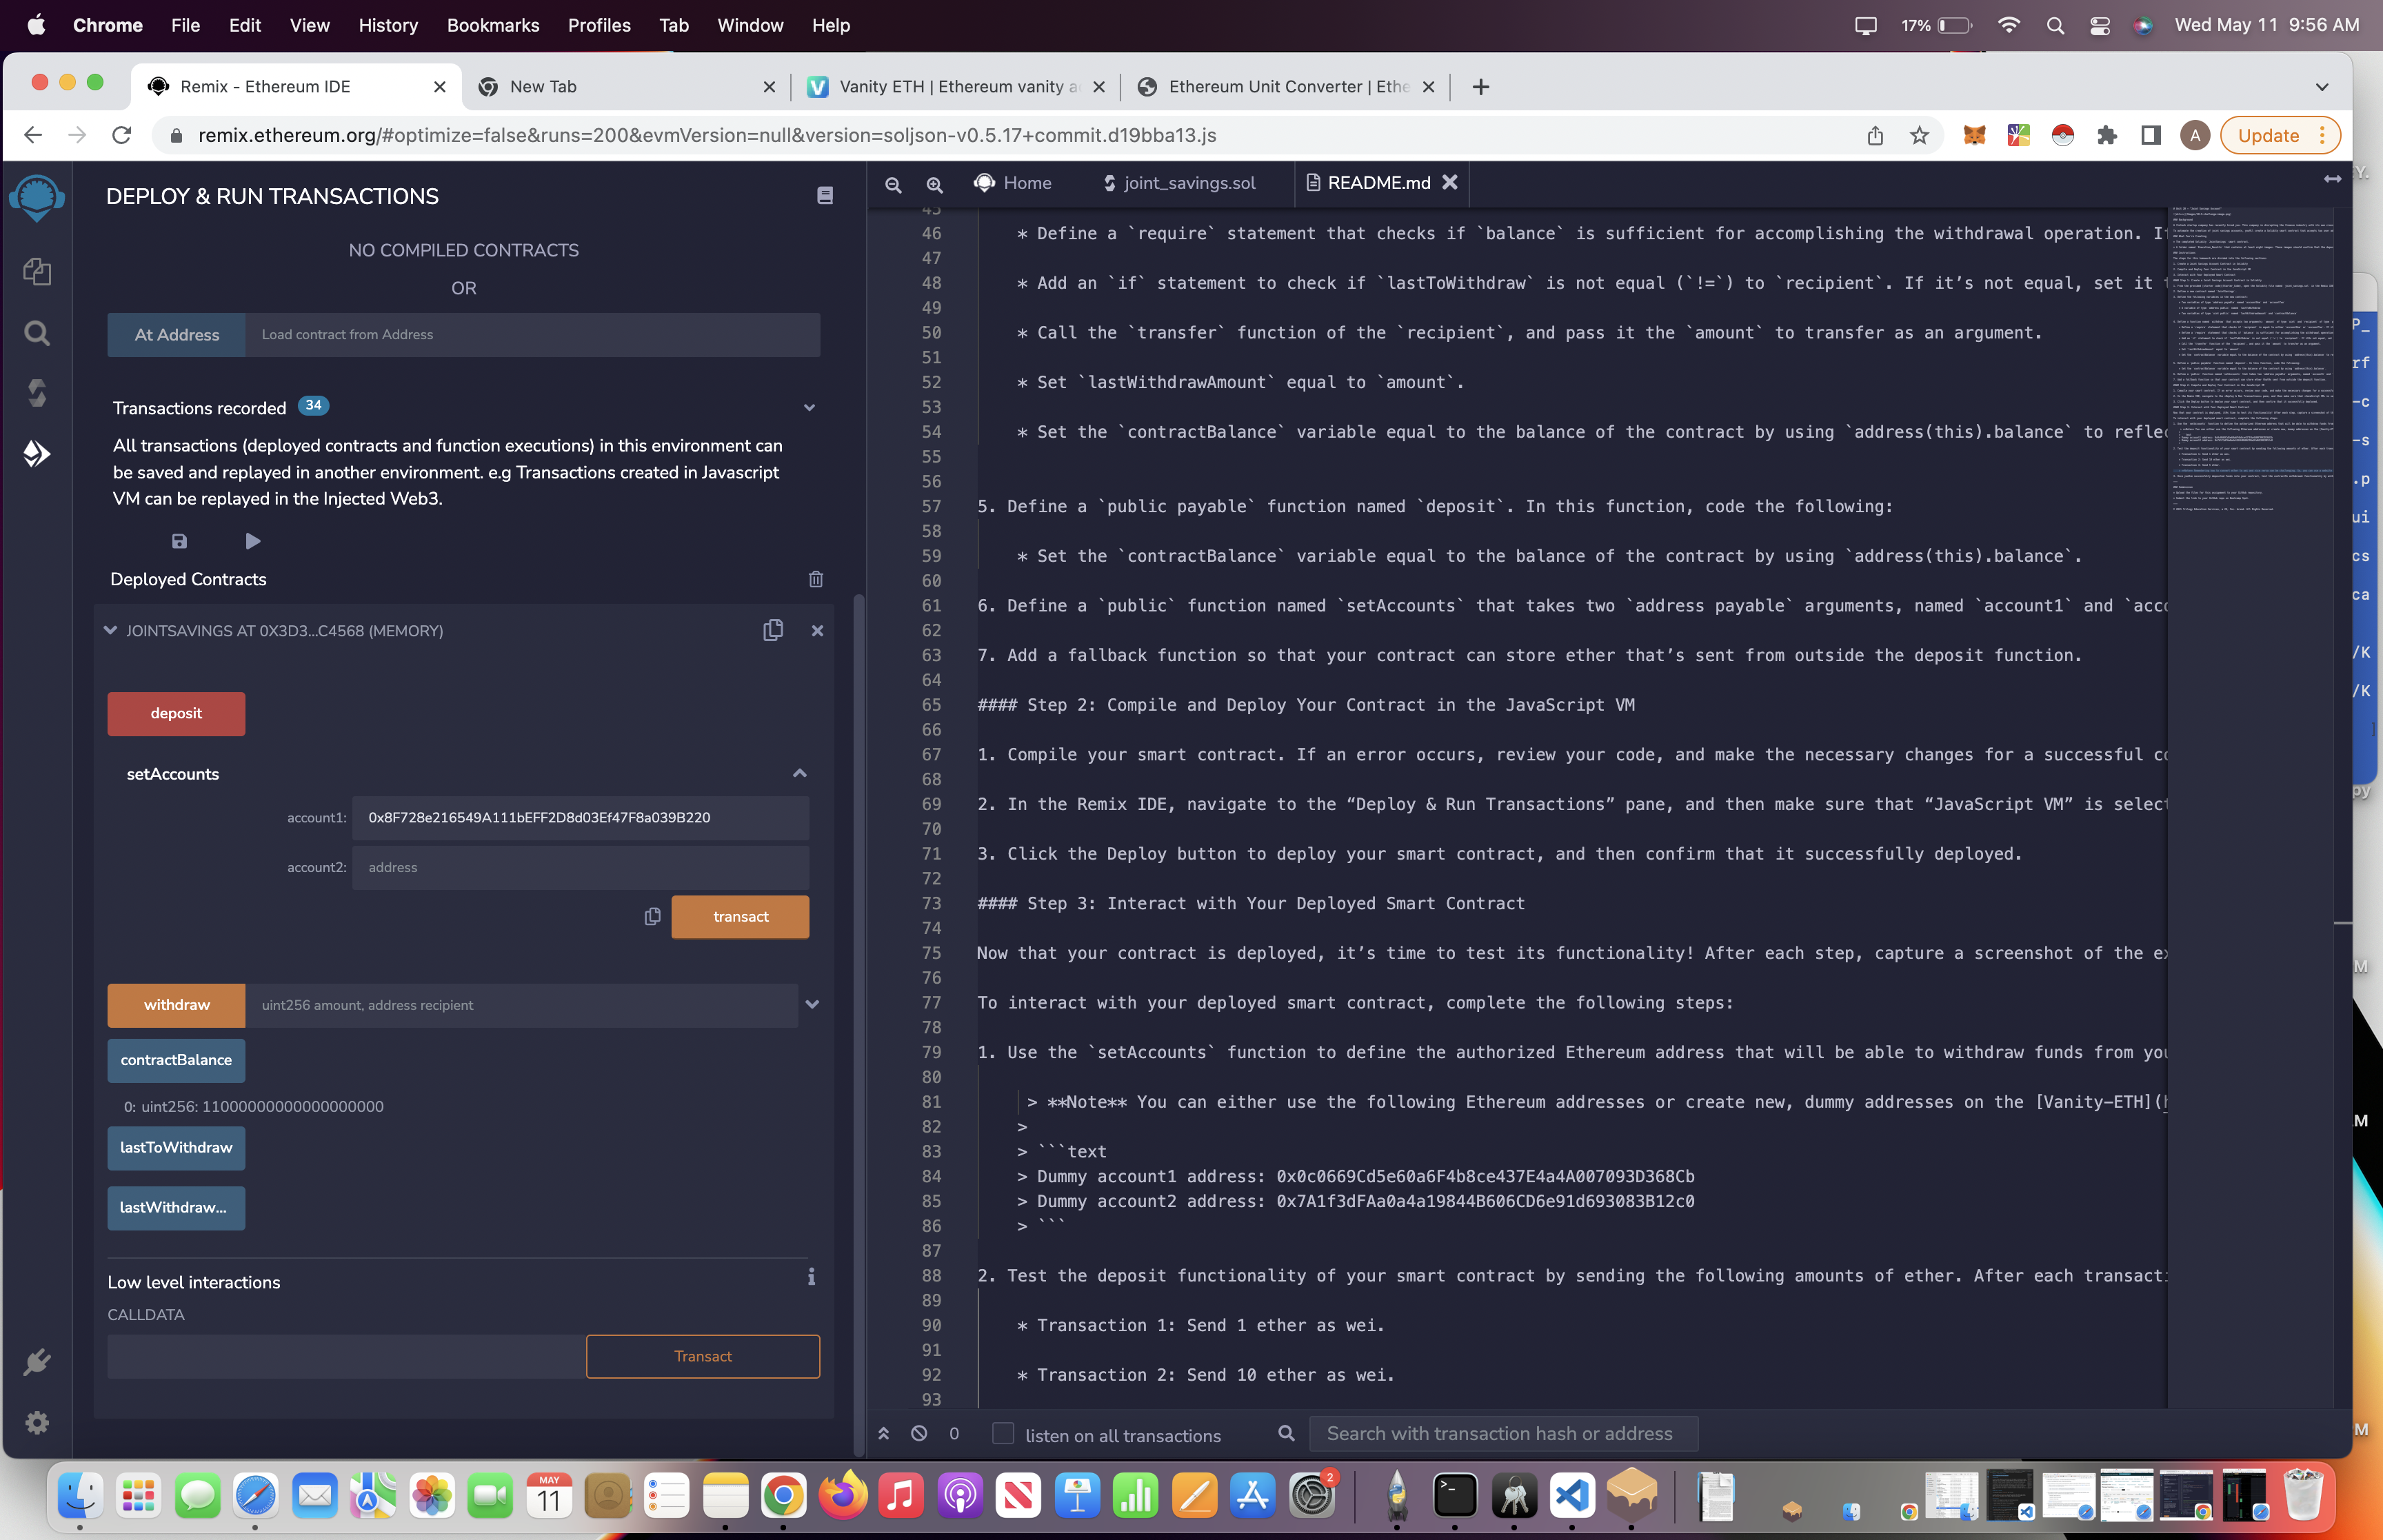 Chrome File Edit View History Bookmarks Profiles Tab Window Help 17% Wed May 11 9:56 AM
Remix - Ethereum IDE New Tab Vanity ETH | Ethereum vanity a Ethereum Unit Converter | Ethe
remix.ethereum.org/#optimize=false&runs=200&evmVersion=null&version=soljson-v0.5.17+commit.d19bba13.js A Update
DEPLOY & RUN TRANSACTIONS
NO COMPILED CONTRACTS
OR
At Address Load contract from Address
Transactions recorded 34
All transactions (deployed contracts and function executions) in this environment can
be saved and replayed in another environment. e.g Transactions created in Javascript
VM can be replayed in the Injected Web3.
Deployed Contracts
JOINTSAVINGS AT 0X3D3...C4568 (MEMORY)
deposit
setAccounts
account1: 0x8F728e216549A111bEFF2D8d03Ef47F8a039B220
account2: address
transact
withdraw uint256 amount, address recipient
contractBalance
0: uint256: 11000000000000000000
lastToWithdraw
lastWithdraw...
Low level interactions
CALLDATA
Transact
Home joint_savings.sol README.md
45
46 * Define a `require` statement that checks if `balance` is sufficient for accomplishing the withdrawal operation. If
47
48 * Add an `if` statement to check if `lastToWithdraw` is not equal (`!=`) to `recipient`. If it’s not equal, set it t
49
50 * Call the `transfer` function of the `recipient`, and pass it the `amount` to transfer as an argument.
51
52 * Set `lastWithdrawAmount` equal to `amount`.
53
54 * Set the `contractBalance` variable equal to the balance of the contract by using `address(this).balance` to reflec
55
56
57 5. Define a `public payable` function named `deposit`. In this function, code the following:
58
59 * Set the `contractBalance` variable equal to the balance of the contract by using `address(this).balance`.
60
61 6. Define a `public` function named `setAccounts` that takes two `address payable` arguments, named `account1` and `acco
62
63 7. Add a fallback function so that your contract can store ether that’s sent from outside the deposit function.
64
65 #### Step 2: Compile and Deploy Your Contract in the JavaScript VM
66
67 1. Compile your smart contract. If an error occurs, review your code, and make the necessary changes for a successful co
68
69 2. In the Remix IDE, navigate to the “Deploy & Run Transactions” pane, and then make sure that “JavaScript VM” is select
70
71 3. Click the Deploy button to deploy your smart contract, and then confirm that it successfully deployed.
72
73 #### Step 3: Interact with Your Deployed Smart Contract
74
75 Now that your contract is deployed, it’s time to test its functionality! After each step, capture a screenshot of the ex
76
77 To interact with your deployed smart contract, complete the following steps:
78
79 1. Use the `setAccounts` function to define the authorized Ethereum address that will be able to withdraw funds from you
80
81 > **Note** You can either use the following Ethereum addresses or create new, dummy addresses on the [Vanity-ETH](h
82 >
83 > ```text
84 > Dummy account1 address: 0x0c0669Cd5e60a6F4b8ce437E4a4A007093D368Cb
85 > Dummy account2 address: 0x7A1f3dFAa0a4a19844B606CD6e91d693083B12c0
86 > ```
87
88 2. Test the deposit functionality of your smart contract by sending the following amounts of ether. After each transacti
89
90 * Transaction 1: Send 1 ether as wei.
91
92 * Transaction 2: Send 10 ether as wei.
93
0 listen on all transactions Search with transaction hash or address
MAY
11
2